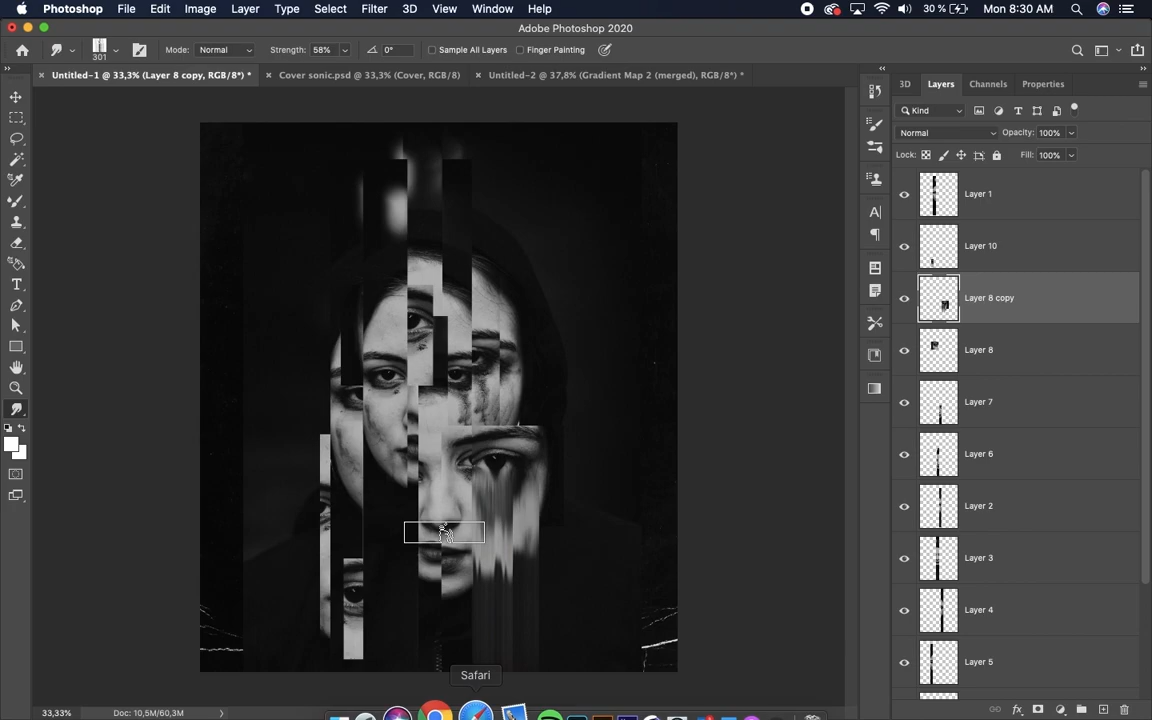 Photoshop File Edit Image Layer Type Select Filter 3D View Window Help 30 % Mon 8:30 AM
Adobe Photoshop 2020
301 Mode: Normal Strength: 58% 0° Sample All Layers Finger Painting
Untitled-1 @ 33,3% (Layer 8 copy, RGB/8*) * Cover sonic.psd @ 33,3% (Cover, RGB/8) Untitled-2 @ 37,8% (Gradient Map 2 (merged), RGB/8*) *
3D Layers Channels Properties
Kind
Normal Opacity: 100%
Lock: Fill: 100%
Layer 1
Layer 10
Layer 8 copy
Layer 8
Layer 7
Layer 6
Layer 2
Layer 3
Layer 4
Layer 5
Safari
33,33% Doc: 10,5M/60,3M